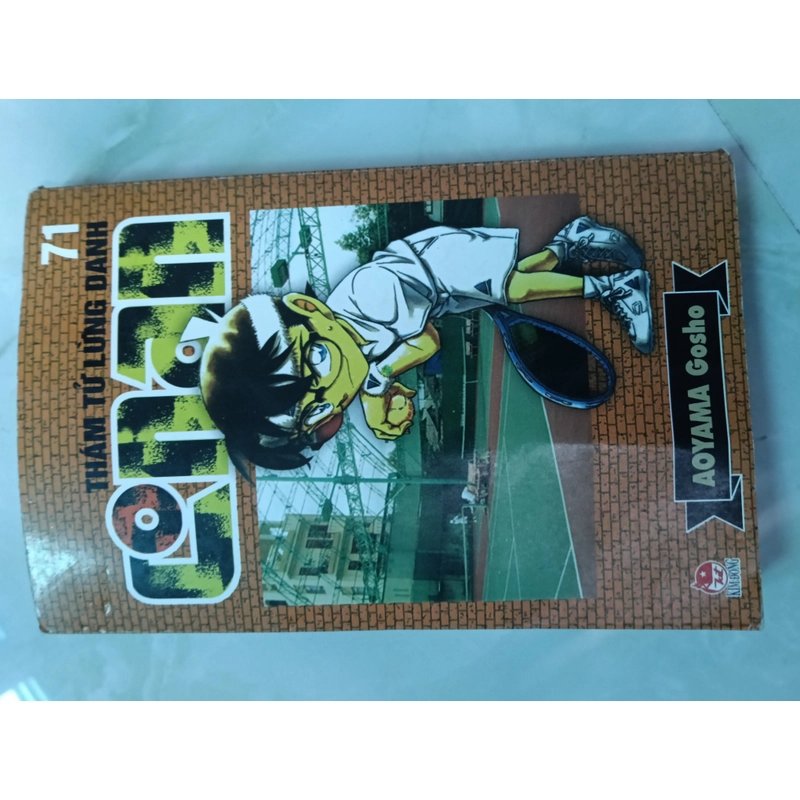 71
THÁM TỬ LỪNG DANH
Conan
AOYAMA Gosho
KIM ĐỒNG